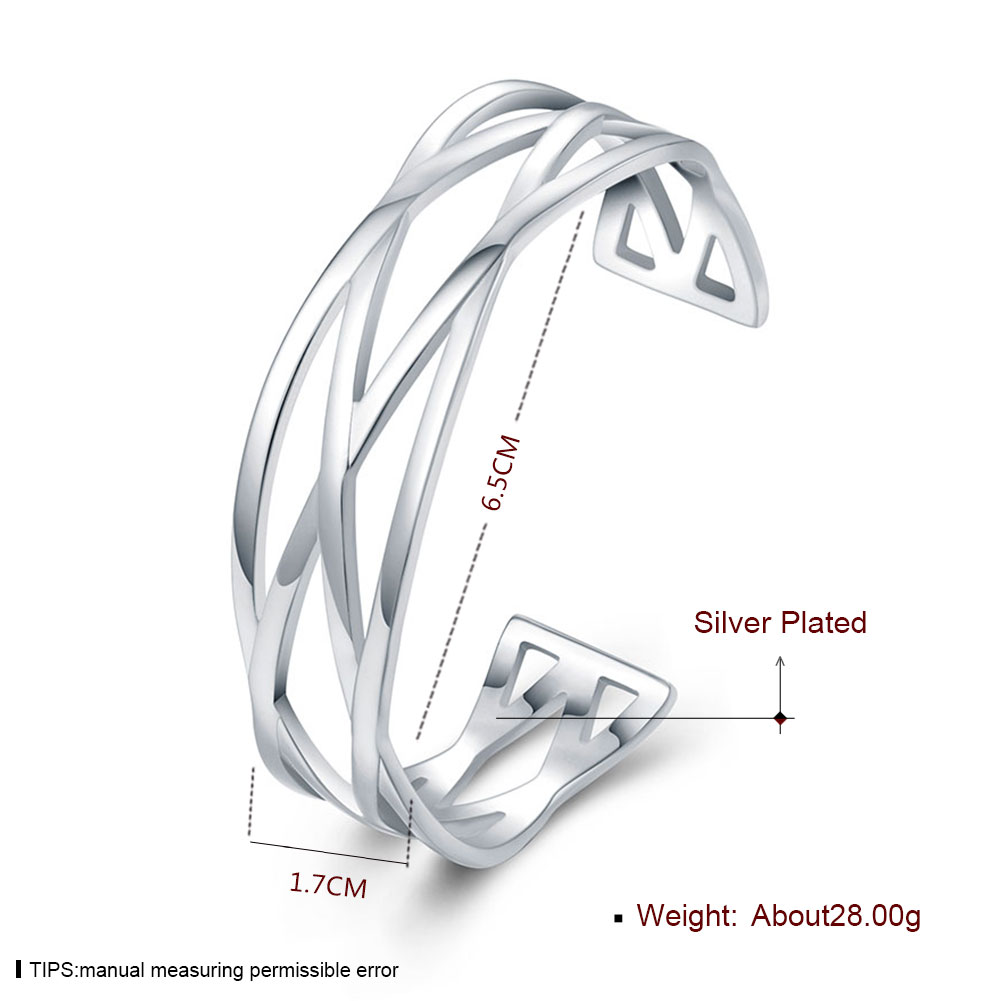 6.5CM
Silver Plated
1.7CM
▪ Weight: About28.00g
TIPS:manual measuring permissible error